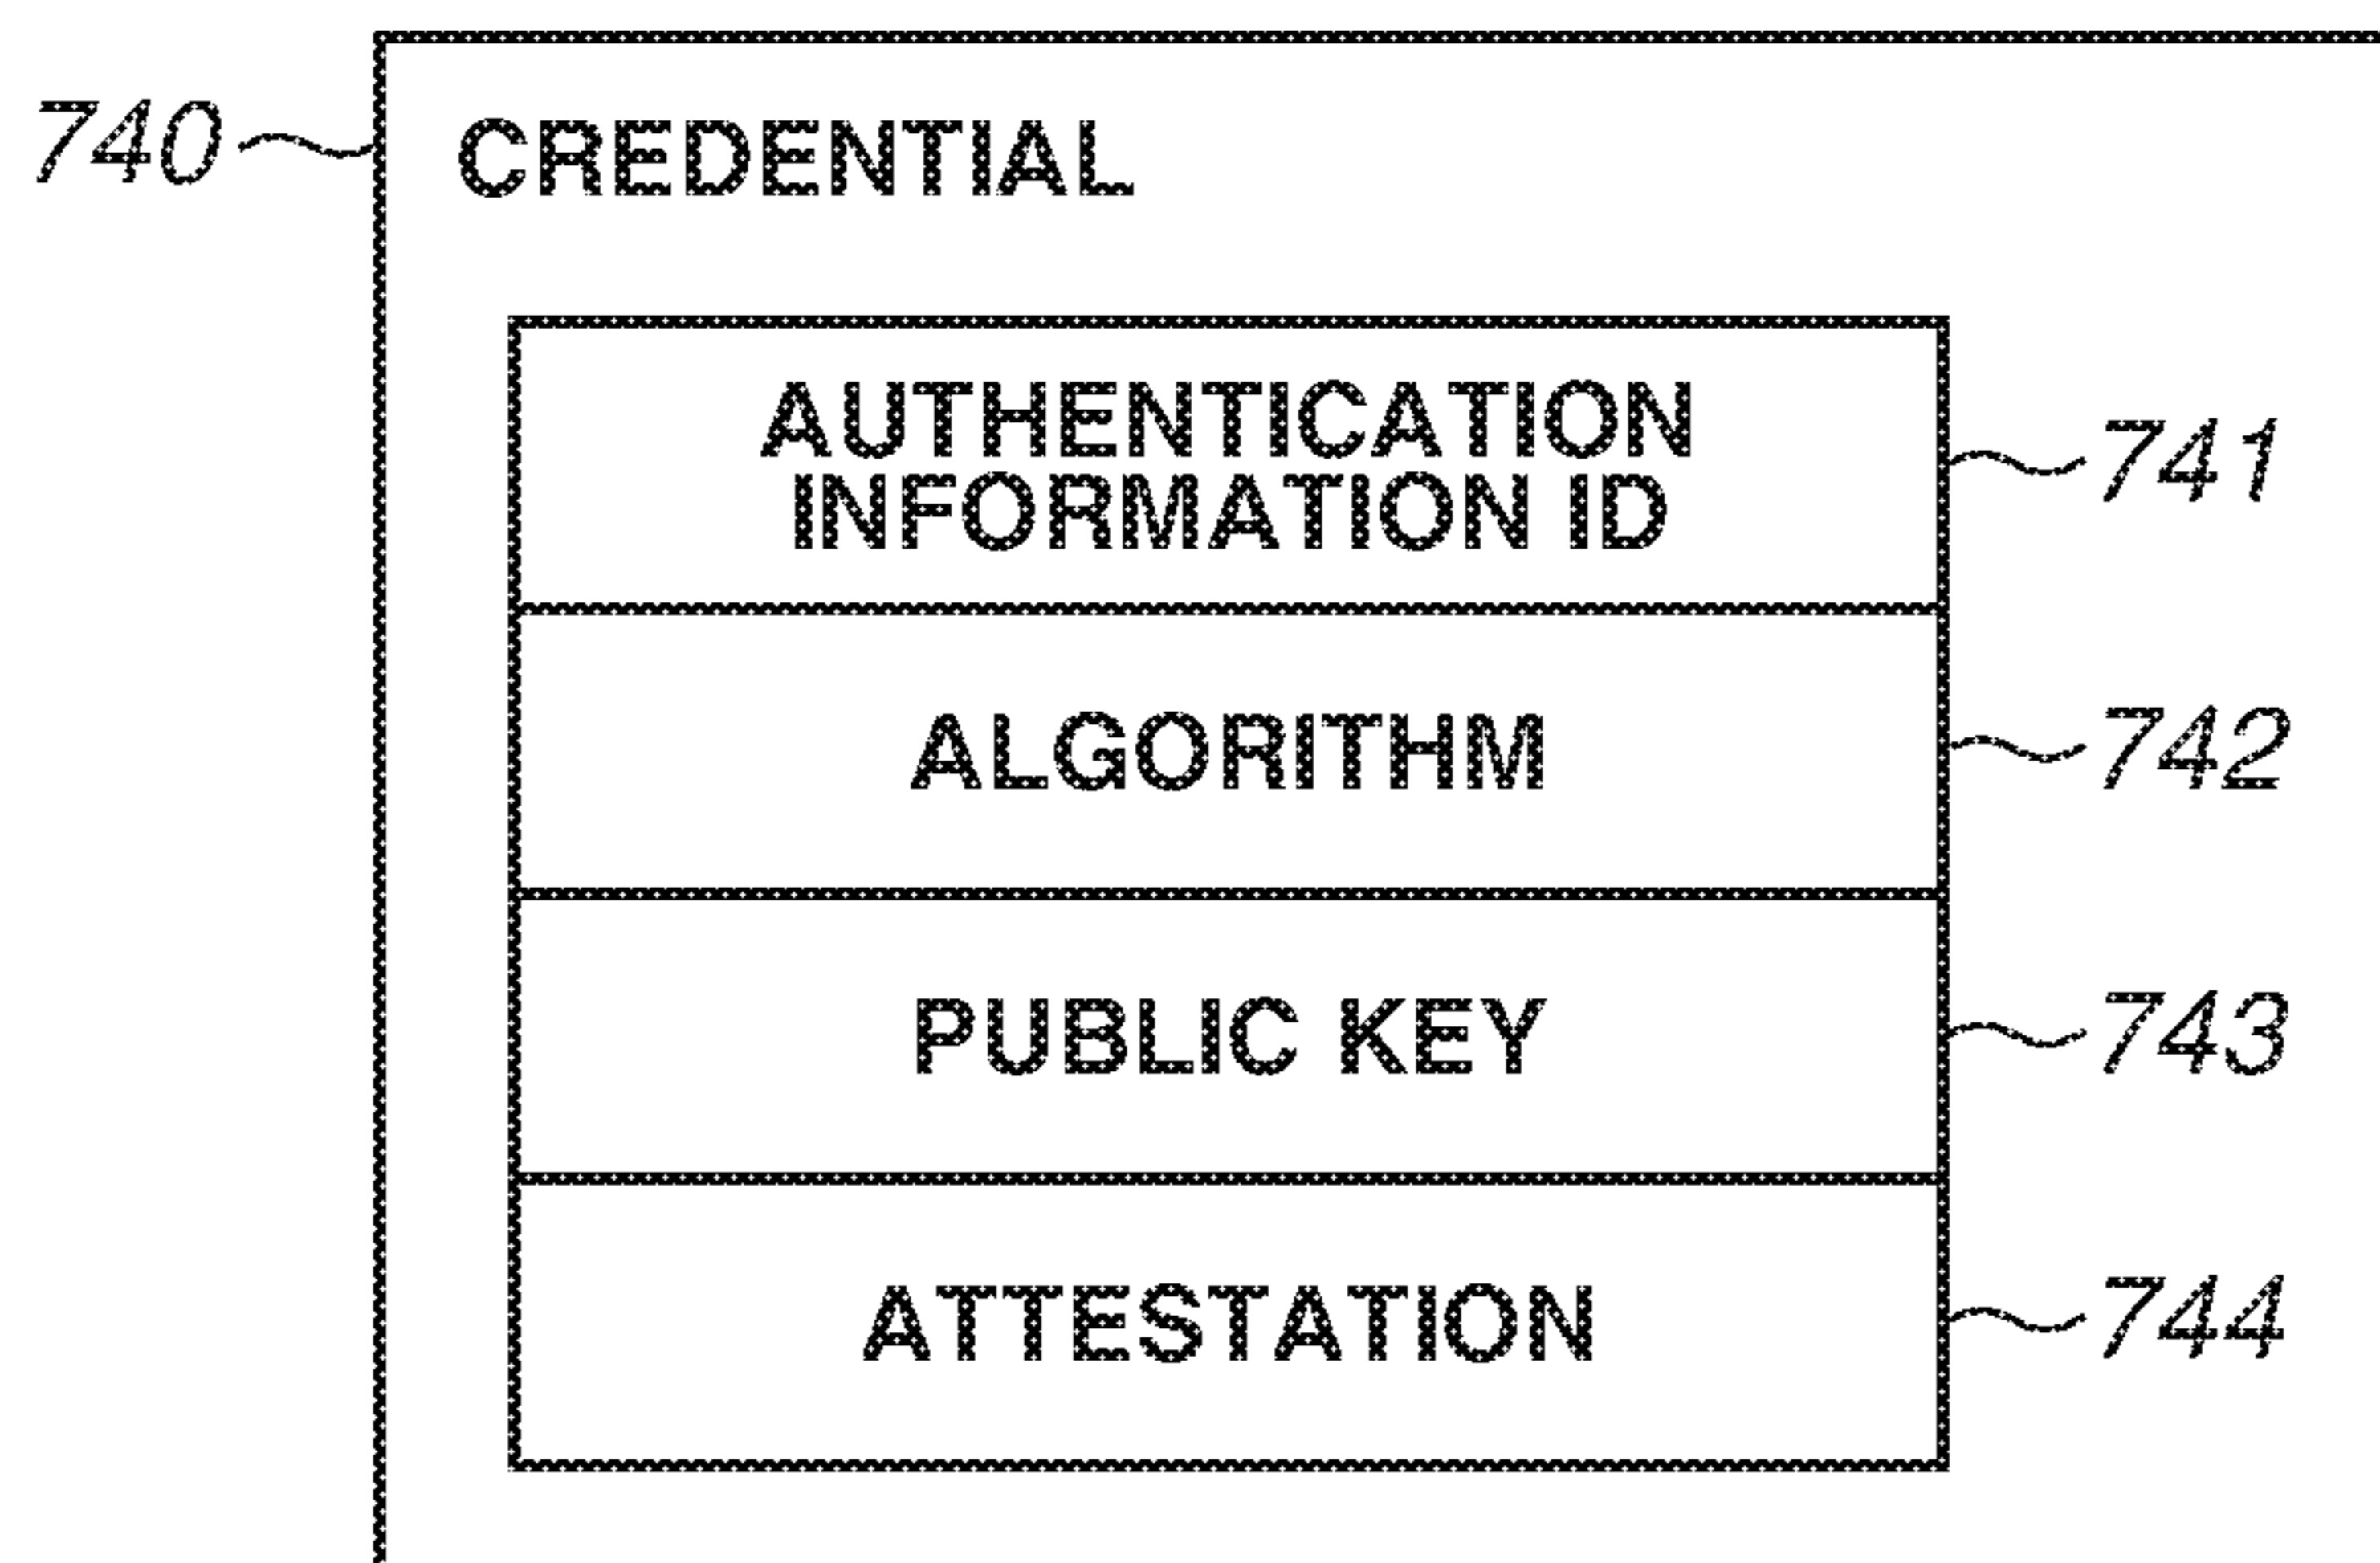 740
CREDENTIAL
AUTHENTICATION
INFORMATION ID
741
ALGORITHM
742
PUBLIC KEY
743
ATTESTATION
744